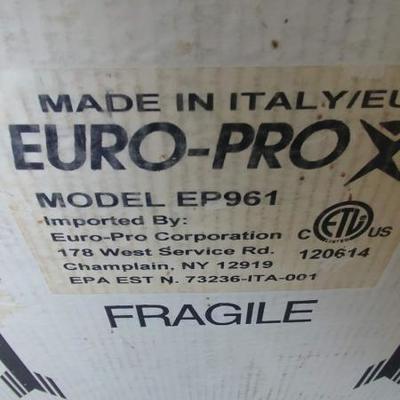 MADE IN ITALY/EU
EURO-PRO X
MODEL EP961
Imported By:
Euro-Pro Corporation
178 West Service Rd.
Champlain, NY 12919
EPA EST N. 73236-ITA-001
C ETL US
120614
FRAGILE